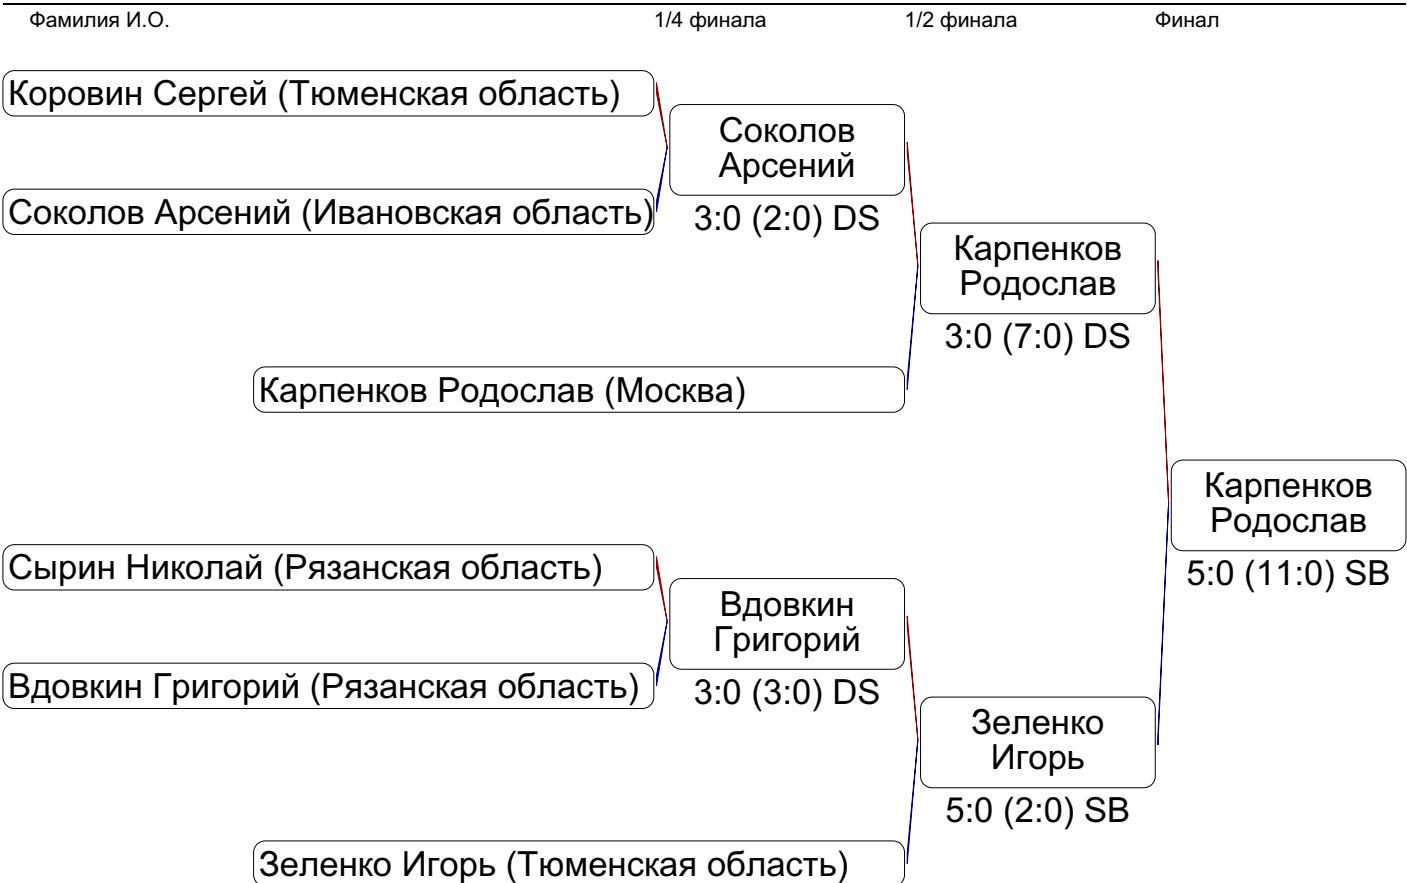 Фамилия И.О. 1/4 финала 1/2 финала Финал
Коровин Сергей (Тюменская область)
Соколов
Арсений
Соколов Арсений (Ивановская область)
3:0 (2:0) DS
Карпенков
Родослав
3:0 (7:0) DS
Карпенков Родослав (Москва)
Карпенков
Родослав
5:0 (11:0) SB
Сырин Николай (Рязанская область)
Вдовкин
Григорий
Вдовкин Григорий (Рязанская область)
3:0 (3:0) DS
Зеленко
Игорь
5:0 (2:0) SB
Зеленко Игорь (Тюменская область)